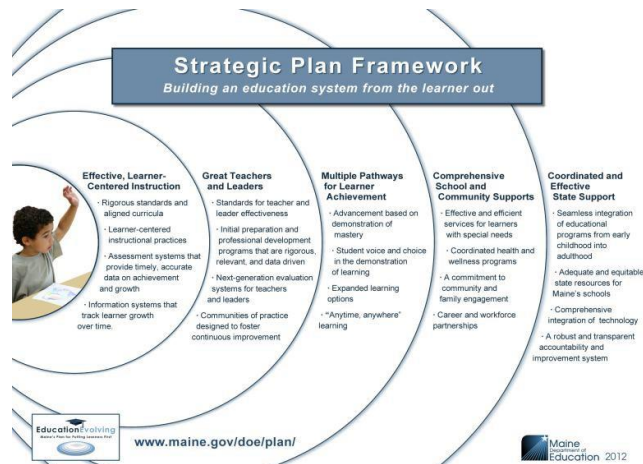 Strategic Plan Framework
Building an education system from the learner out
Effective, Learner-
Centered Instruction
· Rigorous standards and
aligned curricula
· Learner-centered
instructional practices
· Assessment systems that
provide timely, accurate
data on achievement
and growth
· Information systems that
track learner growth
over time.
Great Teachers
and Leaders
· Standards for teacher and
leader effectiveness
· Initial preparation and
professional development
programs that are rigorous,
relevant, and data driven
· Next-generation evaluation
systems for teachers
and leaders
· Communities of practice
designed to foster
continuous improvement
Multiple Pathways
for Learner
Achievement
· Advancement based on
demonstration of
mastery
· Student voice and choice
in the demonstration
of learning
· Expanded learning
options
· "Anytime, anywhere"
learning
Comprehensive
School and
Community Supports
· Effective and efficient
services for learners
with special needs
· Coordinated health and
wellness programs
· A commitment to
community and
family engagement
· Career and workforce
partnerships
Coordinated and
Effective
State Support
· Seamless integration
of educational
programs from early
childhood into
adulthood
· Adequate and equitable
state resources for
Maine's schools
· Comprehensive
integration of technology
· A robust and transparent
accountability and
improvement system
EducationEvolving
Maine's Plan for Putting Learners First
www.maine.gov/doe/plan/
Maine
Department of
Education 2012